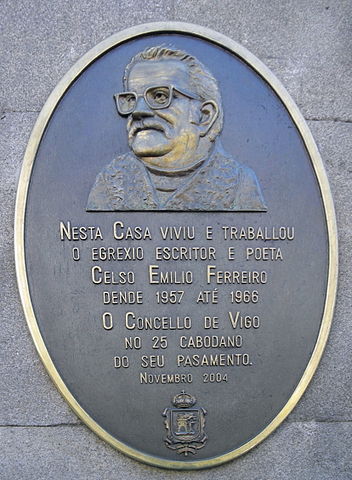 Nesta Casa viviu e traballou
o egrexio escritor e poeta
Celso Emilio Ferreiro
dende 1957 até 1966
O Concello de Vigo
no 25 cabodano
do seu pasamento.
Novembro 2004